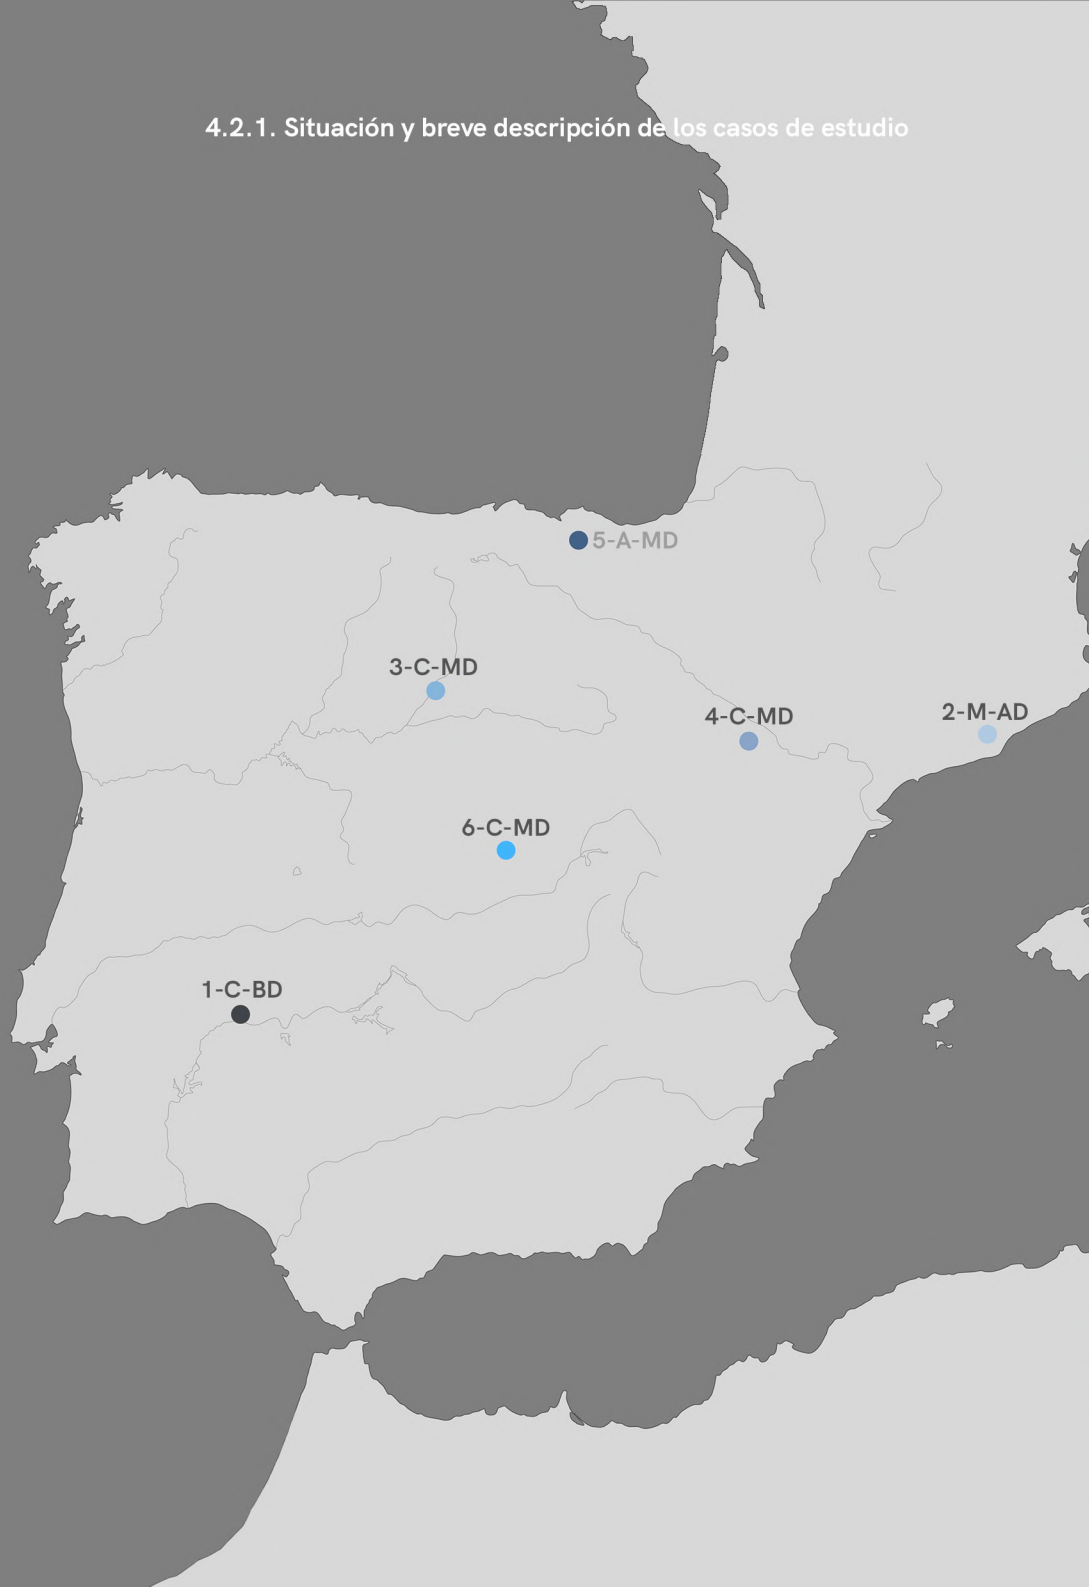 4.2.1. Situación y breve descripción de los casos de estudio
5-A-MD
3-C-MD
4-C-MD
2-M-AD
6-C-MD
1-C-BD